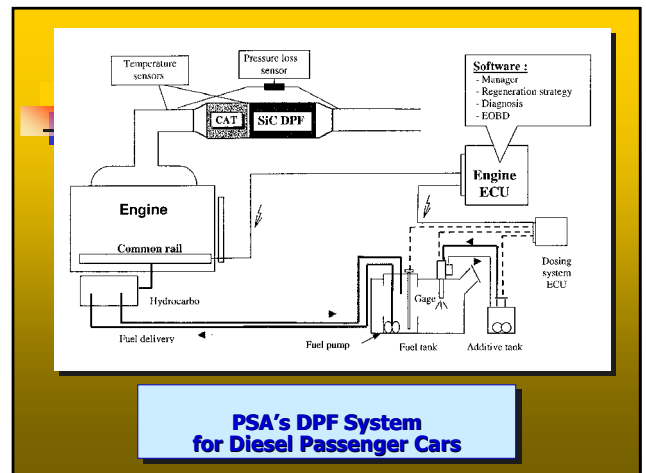 Temperature
sensors
Pressure loss
sensor
Software :
- Manager
- Regeneration strategy
- Diagnosis
- EOBD
CAT
SiC DPF
Engine
ECU
Engine
Common rail
Dosing
system
ECU
Hydrocarbo
Gage
Fuel delivery
Fuel pump
Fuel tank
Additive tank
PSA's DPF System
for Diesel Passenger Cars